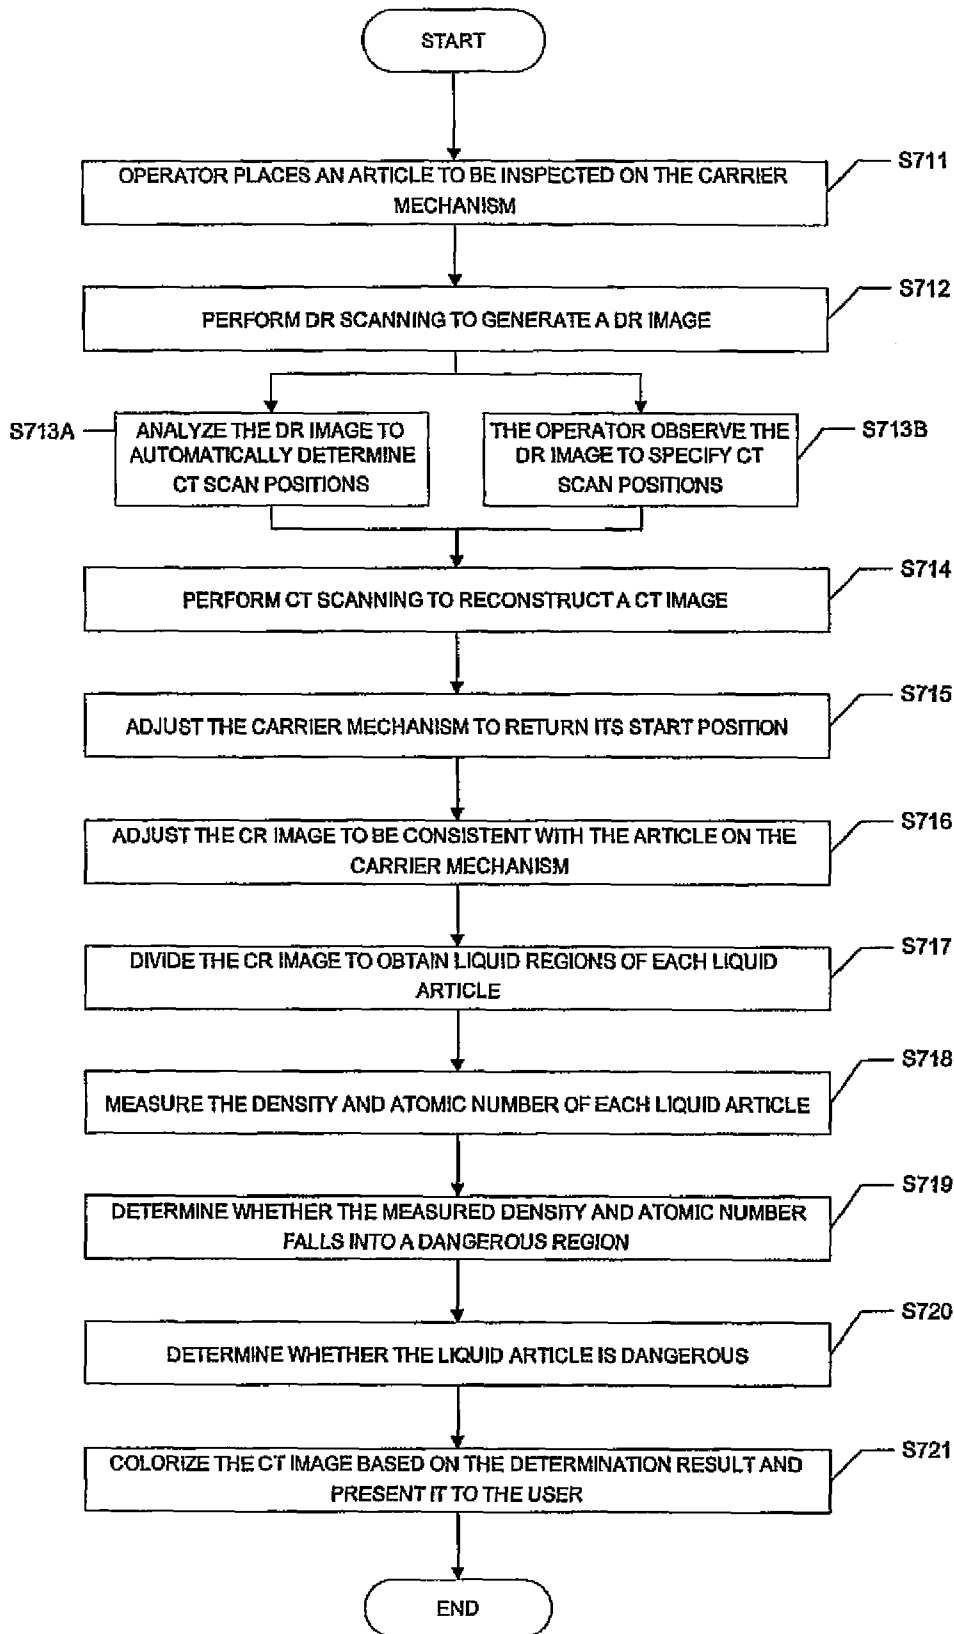 START
S711
OPERATOR PLACES AN ARTICLE TO BE INSPECTED ON THE CARRIER
MECHANISM
S712
PERFORM DR SCANNING TO GENERATE A DR IMAGE
S713A
ANALYZE THE DR IMAGE TO
AUTOMATICALLY DETERMINE
CT SCAN POSITIONS
THE OPERATOR OBSERVE THE
DR IMAGE TO SPECIFY CT
SCAN POSITIONS
S713B
S714
PERFORM CT SCANNING TO RECONSTRUCT A CT IMAGE
S715
ADJUST THE CARRIER MECHANISM TO RETURN ITS START POSITION
S716
ADJUST THE CR IMAGE TO BE CONSISTENT WITH THE ARTICLE ON THE
CARRIER MECHANISM
S717
DIVIDE THE CR IMAGE TO OBTAIN LIQUID REGIONS OF EACH LIQUID
ARTICLE
S718
MEASURE THE DENSITY AND ATOMIC NUMBER OF EACH LIQUID ARTICLE
S719
DETERMINE WHETHER THE MEASURED DENSITY AND ATOMIC NUMBER
FALLS INTO A DANGEROUS REGION
S720
DETERMINE WHETHER THE LIQUID ARTICLE IS DANGEROUS
S721
COLORIZE THE CT IMAGE BASED ON THE DETERMINATION RESULT AND
PRESENT IT TO THE USER
END